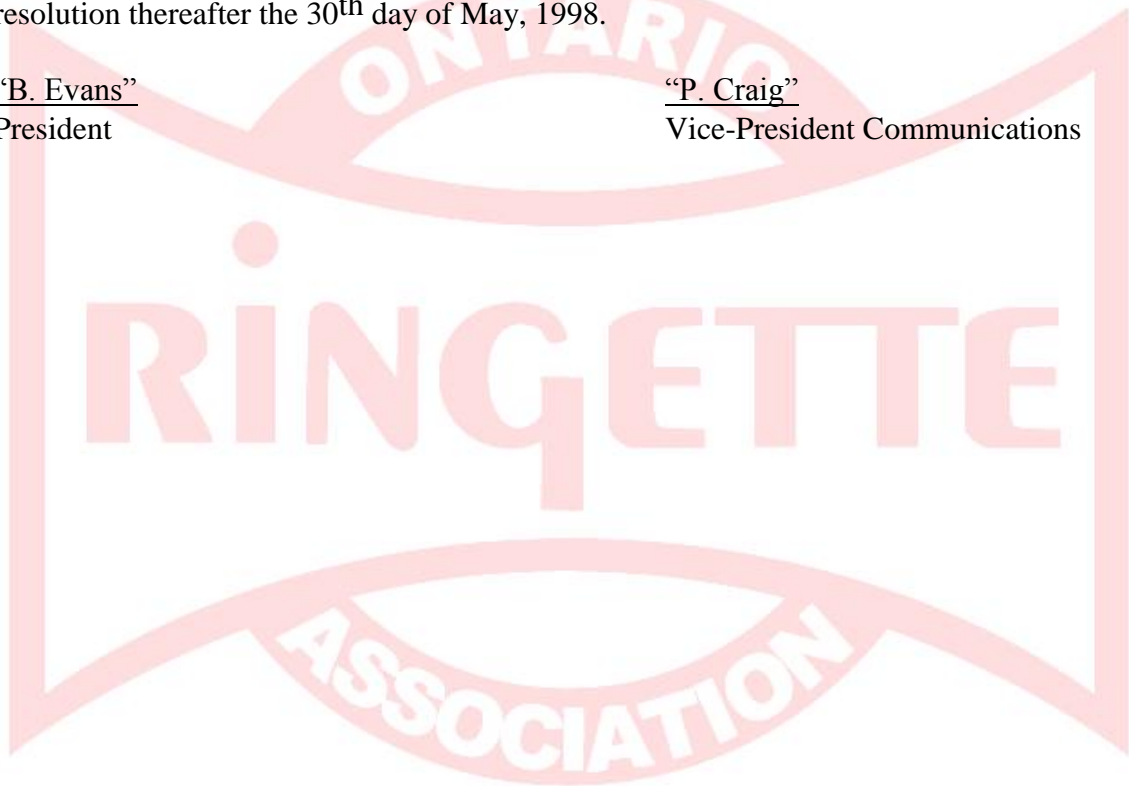 resolution thereafter the 30th day of May, 1998.
“B. Evans” “P. Craig”
President Vice-President Communications
ONTARIO
RiNGETTE
ASSOCIATION